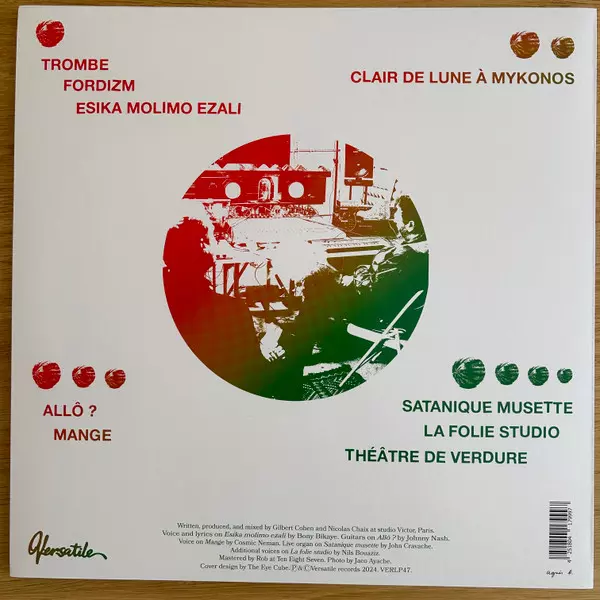 TROMBE
FORDIZM
ESIKA MOLIMO EZALI
CLAIR DE LUNE À MYKONOS
ALLÔ ?
MANGE
SATANIQUE MUSETTE
LA FOLIE STUDIO
THÉÂTRE DE VERDURE
Versatile
Written, produced, and mixed by Gilbert Cohen and Nicolas Chaix at studio Victor, Paris.
Voice and lyrics on Esika molimo ezali by Bony Bikaye. Guitars on Allô ? by Johnny Nash.
Voice on Mange by Cosmic Neman. Live organ on Satanique musette by John Cravache.
Additional voices on La folie studio by Nils Bouaziz.
Mastered by Rob at Ten Eight Seven. Photo by Jaro Ayache.
Cover design by The Eye Cube. Ⓟ & Ⓒ Versatile records 2024. VERLP47.
agnès b.